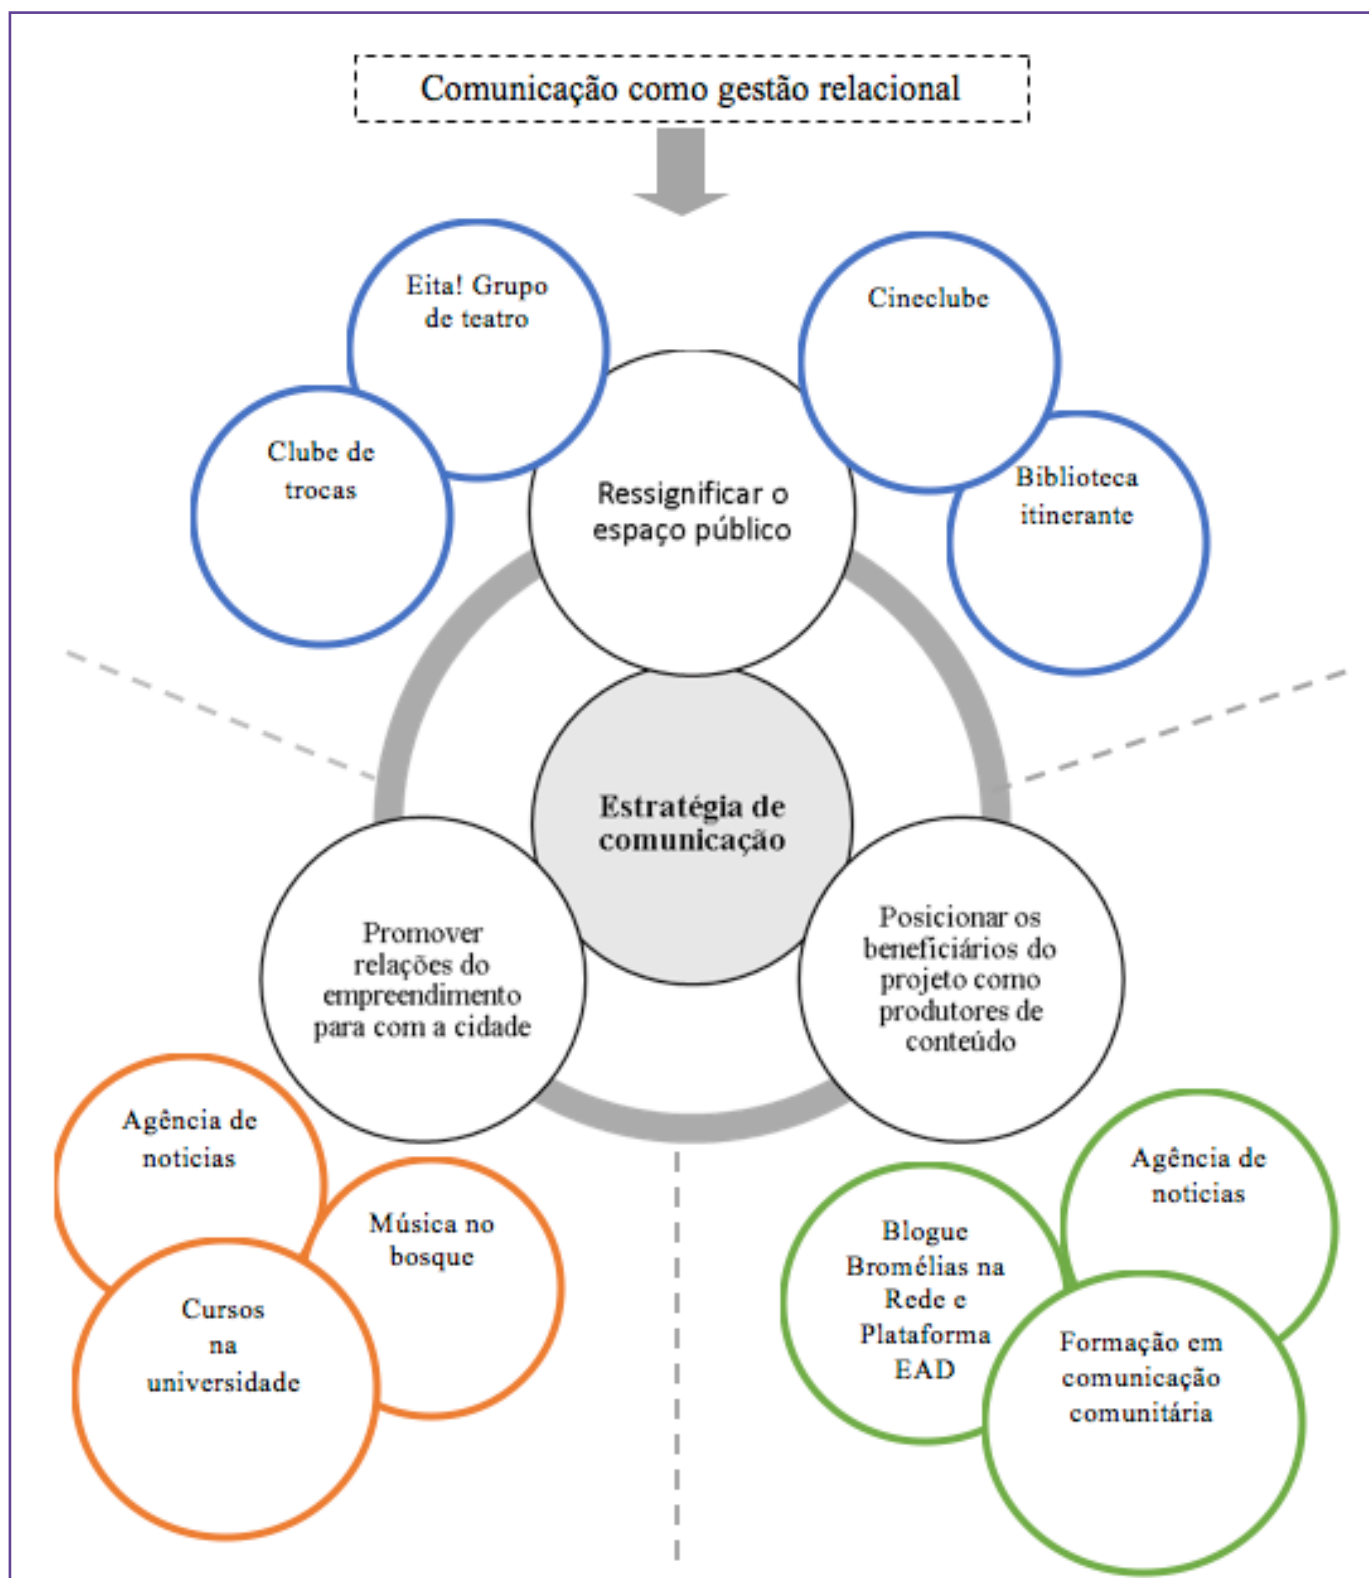 Comunicação como gestão relacional
Eita! Grupo
de teatro
Cineclube
Clube de
trocas
Biblioteca
itinerante
Ressignificar o
espaço público
Estratégia de
comunicação
Promover
relações do
empreendimento
para com a cidade
Posicionar os
beneficiários do
projeto como
produtores de
conteúdo
Agência de
noticias
Música no
bosque
Cursos
na
universidade
Blogue
Bromélias na
Rede e
Plataforma
EAD
Agência de
noticias
Formação em
comunicação
comunitária